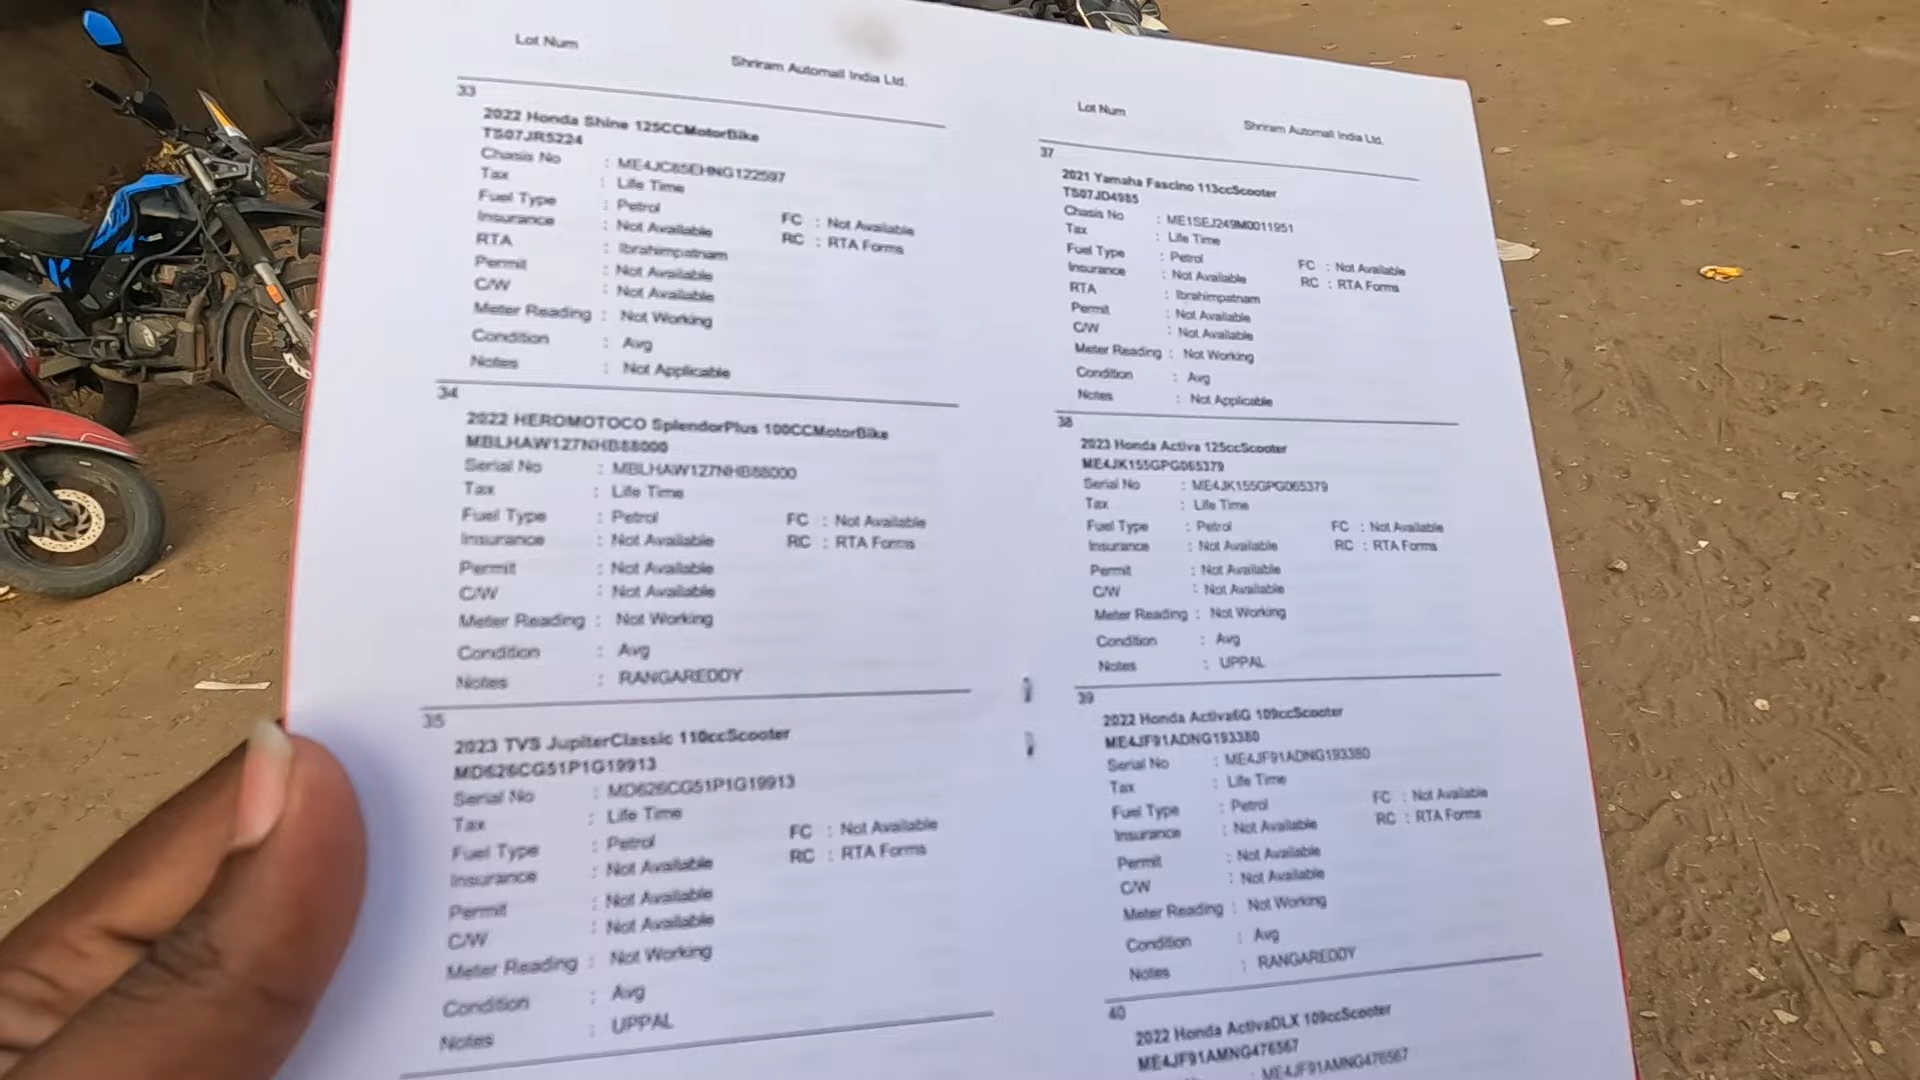 Lot Num
Shriram Automall India Ltd.
33
2022 Honda Shine 125CCMotorBike
TS07JR5224
Chasis No : ME4JC85EHNG122597
Tax : Life Time
Fuel Type : Petrol FC : Not Available
Insurance : Not Available RC : RTA Forms
RTA : Ibrahimpatnam
Permit : Not Available
C/W : Not Available
Meter Reading : Not Working
Condition : Avg
Notes : Not Applicable
34
2022 HEROMOTOCO SplendorPlus 100CCMotorBike
MBLHAW127NHB88000
Serial No : MBLHAW127NHB88000
Tax : Life Time
Fuel Type : Petrol FC : Not Available
Insurance : Not Available RC : RTA Forms
Permit : Not Available
C/W : Not Available
Meter Reading : Not Working
Condition : Avg
Notes : RANGAREDDY
35
2023 TVS JupiterClassic 110ccScooter
MD626CG51P1G19913
Serial No : MD626CG51P1G19913
Tax : Life Time
Fuel Type : Petrol FC : Not Available
Insurance : Not Available RC : RTA Forms
Permit : Not Available
C/W : Not Available
Meter Reading : Not Working
Condition : Avg
Notes : UPPAL
Lot Num
Shriram Automall India Ltd.
37
2021 Yamaha Fascino 113ccScooter
TS07JD4985
Chasis No : ME1SEJ249M0011951
Tax : Life Time
Fuel Type : Petrol FC : Not Available
Insurance : Not Available RC : RTA Forms
RTA : Ibrahimpatnam
Permit : Not Available
C/W : Not Available
Meter Reading : Not Working
Condition : Avg
Notes : Not Applicable
38
2023 Honda Activa 125ccScooter
ME4JK155GPG065379
Serial No : ME4JK155GPG065379
Tax : Life Time
Fuel Type : Petrol FC : Not Available
Insurance : Not Available RC : RTA Forms
Permit : Not Available
C/W : Not Available
Meter Reading : Not Working
Condition : Avg
Notes : UPPAL
39
2022 Honda Activa6G 109ccScooter
ME4JF91ADNG193380
Serial No : ME4JF91ADNG193380
Tax : Life Time
Fuel Type : Petrol FC : Not Available
Insurance : Not Available RC : RTA Forms
Permit : Not Available
C/W : Not Available
Meter Reading : Not Working
Condition : Avg
Notes : RANGAREDDY
40
2022 Honda ActivaDLX 109ccScooter
ME4JF91AMNG476567
: ME4JF91AMNG476567